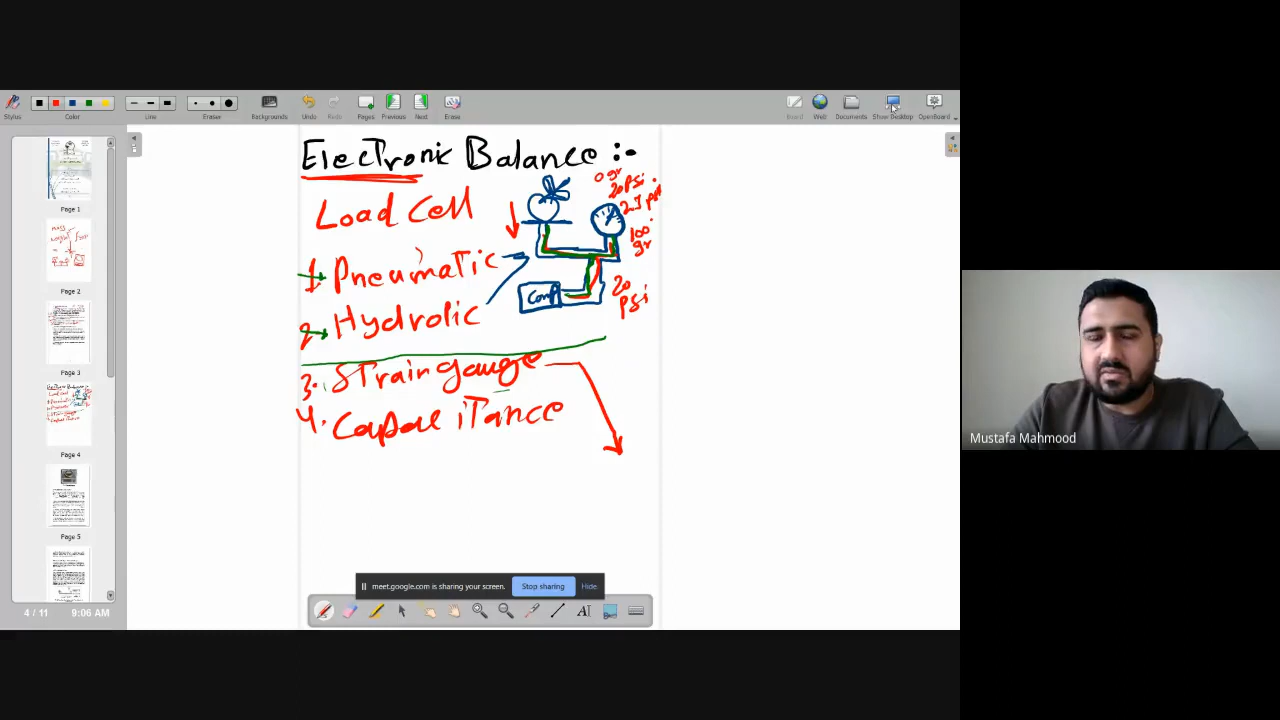 Stylus
Color
Line
Eraser
Backgrounds
Undo
Redo
Pages
Previous
Next
Erase
Board
Web
Documents
Show Desktop
OpenBoard
Electronic Balance :-
Load Cell
1. Pneumatic
2. Hydrolic
3. STrain gauge
4. CapaciTance
0 gr
20 psi
100
gr
Comp
20
psi
Page 1
Page 2
Page 3
Page 4
Page 5
4 / 11
9:06 AM
meet.google.com is sharing your screen.
Stop sharing
Hide
Mustafa Mahmood